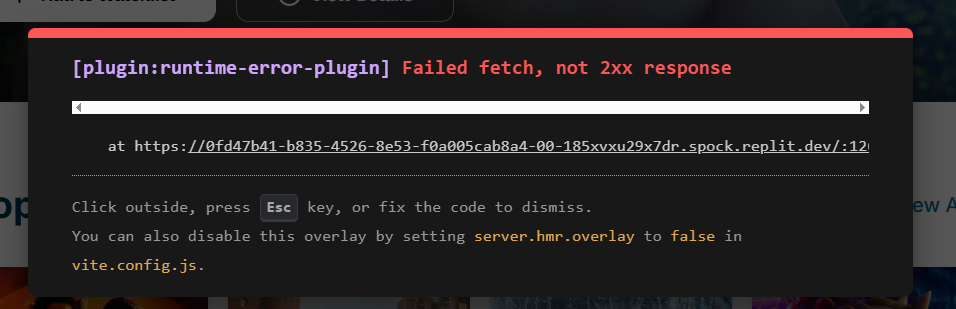 View Details
[plugin:runtime-error-plugin] Failed fetch, not 2xx response
at https://0fd47b41-b835-4526-8e53-f0a005cab8a4-00-185xvxu29x7dr.spock.replit.dev/:12
Click outside, press Esc key, or fix the code to dismiss.
You can also disable this overlay by setting server.hmr.overlay to false in
vite.config.js.